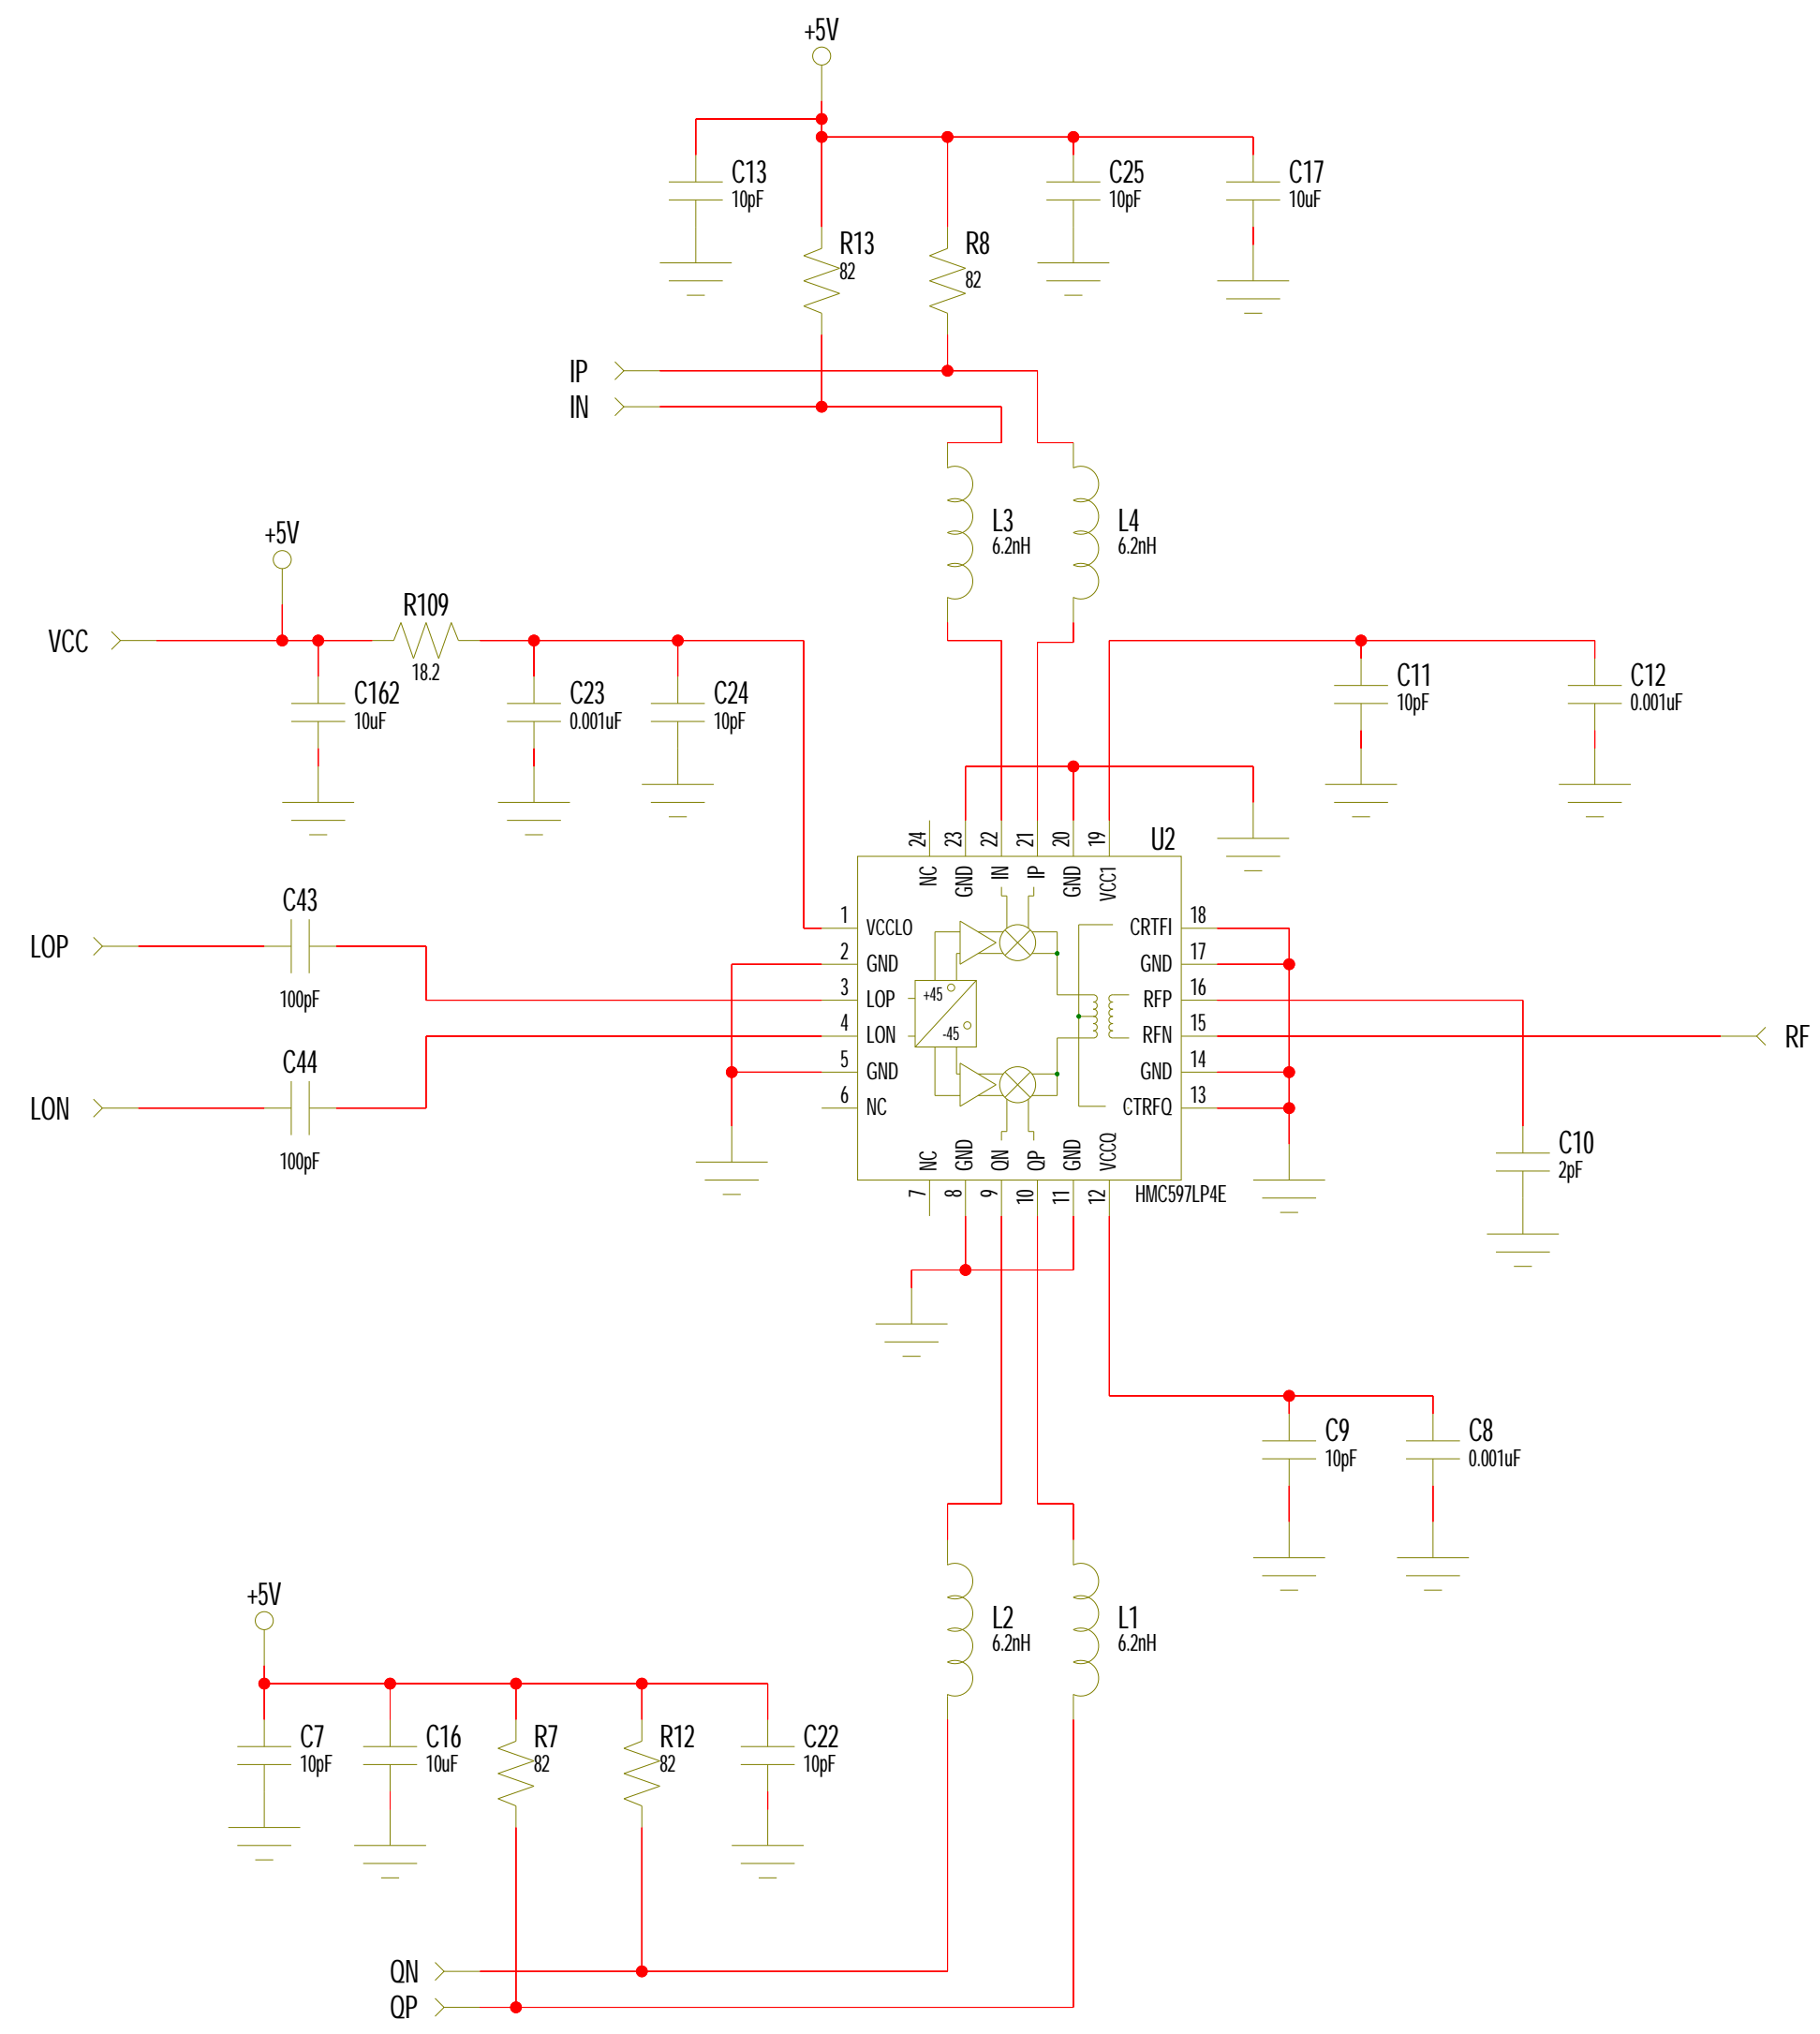 +5V
C13
10pF
C25
10pF
C17
10uF
R13
82
R8
82
IP
IN
L3
6.2nH
L4
6.2nH
+5V
R109
18.2
VCC
C162
10uF
C23
0.001uF
C24
10pF
C11
10pF
C12
0.001uF
U2
24 23 22 21 20 19
NC GND IN IP GND VCC1
C43
100pF
LOP
LON
C44
100pF
1 VCCLO
2 GND
3 LOP
4 LON
5 GND
6 NC
+45
-45
CRTFI 18
GND 17
RFP 16
RFN 15
GND 14
CTRFQ 13
RF
C10
2pF
NC GND QN QP GND VCCQ
7 8 9 10 11 12
HMC597LP4E
C9
10pF
C8
0.001uF
L2
6.2nH
L1
6.2nH
+5V
C7
10pF
C16
10uF
R7
82
R12
82
C22
10pF
QN
QP